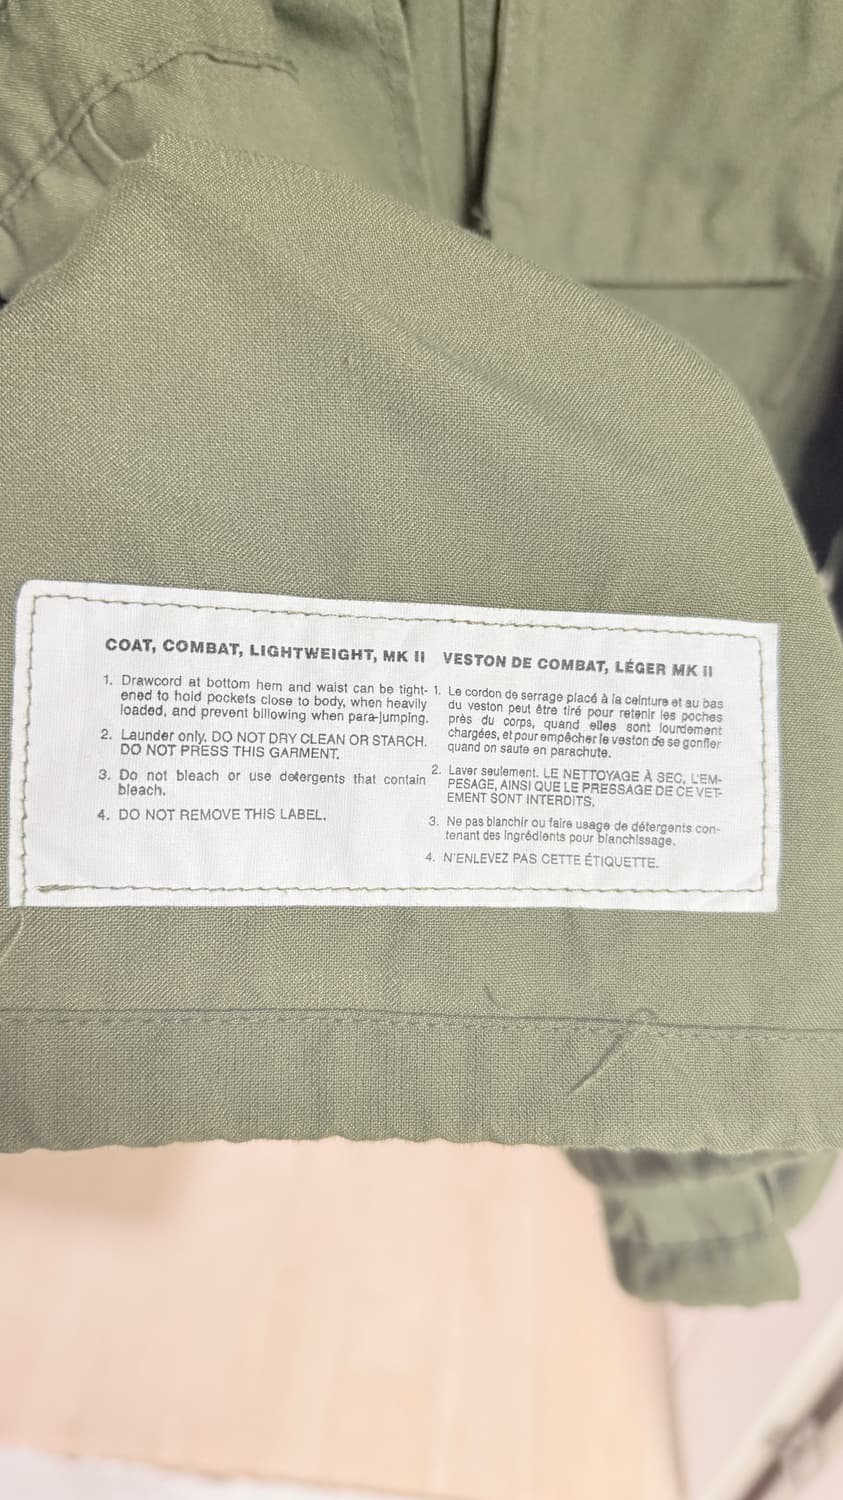 COAT, COMBAT, LIGHTWEIGHT, MK II
1. Drawcord at bottom hem and waist can be tight-
ened to hold pockets close to body, when heavily
loaded, and prevent billowing when para-jumping.
2. Launder only. DO NOT DRY CLEAN OR STARCH.
DO NOT PRESS THIS GARMENT.
3. Do not bleach or use detergents that contain
bleach.
4. DO NOT REMOVE THIS LABEL.
VESTON DE COMBAT, LÉGER MK II
1. Le cordon de serrage placé à la ceinture et au bas
du veston peut être tiré pour retenir les poches
près du corps, quand elles sont lourdement
chargées, et pour empêcher le veston de se gonfler
quand on saute en parachute.
2. Laver seulement. LE NETTOYAGE À SEC, L'EM-
PESAGE, AINSI QUE LE PRESSAGE DE CE VET-
EMENT SONT INTERDITS.
3. Ne pas blanchir ou faire usage de détergents con-
tenant des ingrédients pour blanchissage.
4. N'ENLEVEZ PAS CETTE ÉTIQUETTE.